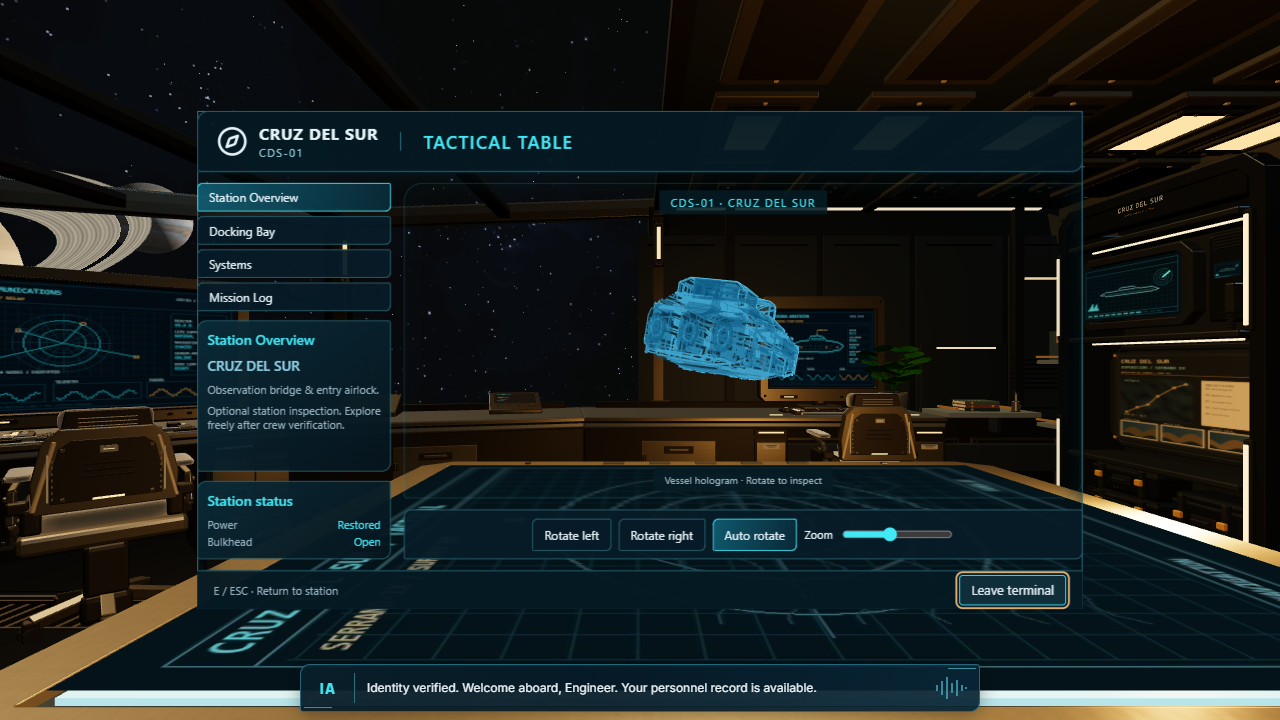 CRUZ DEL SUR
CDS-01
TACTICAL TABLE
Station Overview
Docking Bay
Systems
Mission Log
Station Overview
CRUZ DEL SUR
Observation bridge & entry airlock.
Optional station inspection. Explore
freely after crew verification.
Station status
Power Restored
Bulkhead Open
CDS-01 · CRUZ DEL SUR
Vessel hologram · Rotate to inspect
Rotate left
Rotate right
Auto rotate
Zoom
E / ESC · Return to station
Leave terminal
IA
Identity verified. Welcome aboard, Engineer. Your personnel record is available.
CRUZ DEL SUR
CRUZ DEL SUR
CRUZ